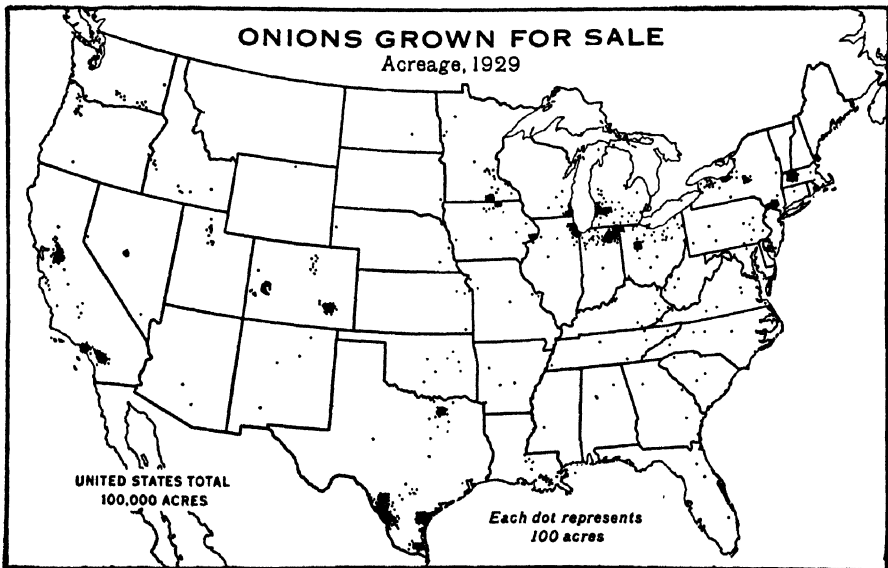 ONIONS GROWN FOR SALE
Acreage, 1929
UNITED STATES TOTAL
100,000 ACRES
Each dot represents
100 acres